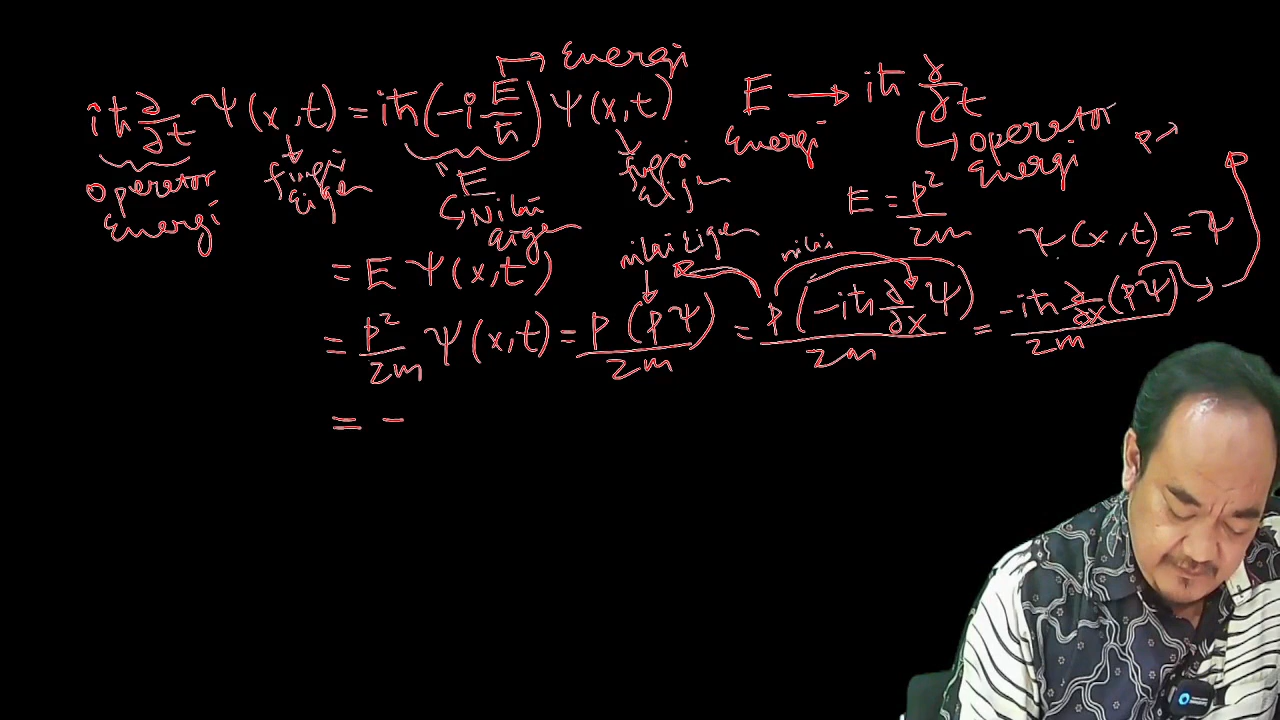 → Energi
iħ ∂/∂t Ψ(x,t) = iħ(-i E/ħ) Ψ(x,t)
E → iħ ∂/∂t
operator energi
fungsi Eigen
"E
↳ Nilai eigen
fungsi Eigen
Energi
↳ operator Energi
E = p²/2m
Ψ(x,t) = Ψ
= E Ψ(x,t)
nilai Eigen
nilai
= p²/2m Ψ(x,t) = p(pΨ)/2m = p(-iħ ∂/∂x Ψ)/2m = -iħ ∂/∂x (pΨ)/2m
= -